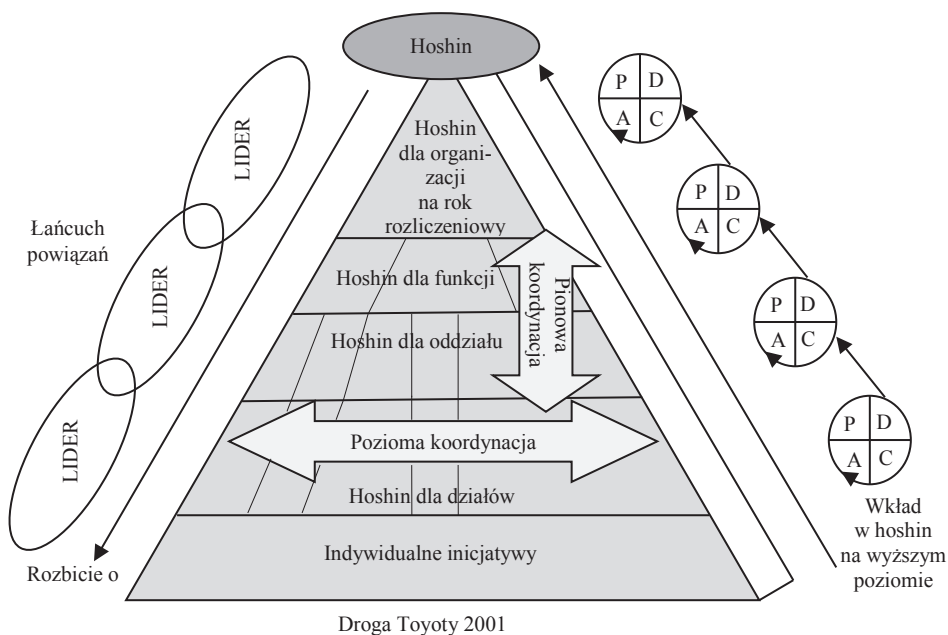 Hoshin
Hoshin
dla organi-
zacji
na rok
rozliczeniowy
Hoshin dla funkcji
Hoshin dla oddziału
Pionowa
koordynacja
Pozioma koordynacja
Hoshin dla działów
Indywidualne inicjatywy
Łańcuch
powiązań
LIDER
LIDER
LIDER
Rozbicie o
P D
A C
P D
A C
P D
A C
P D
A C
Wkład
w hoshin
na wyższym
poziomie
Droga Toyoty 2001